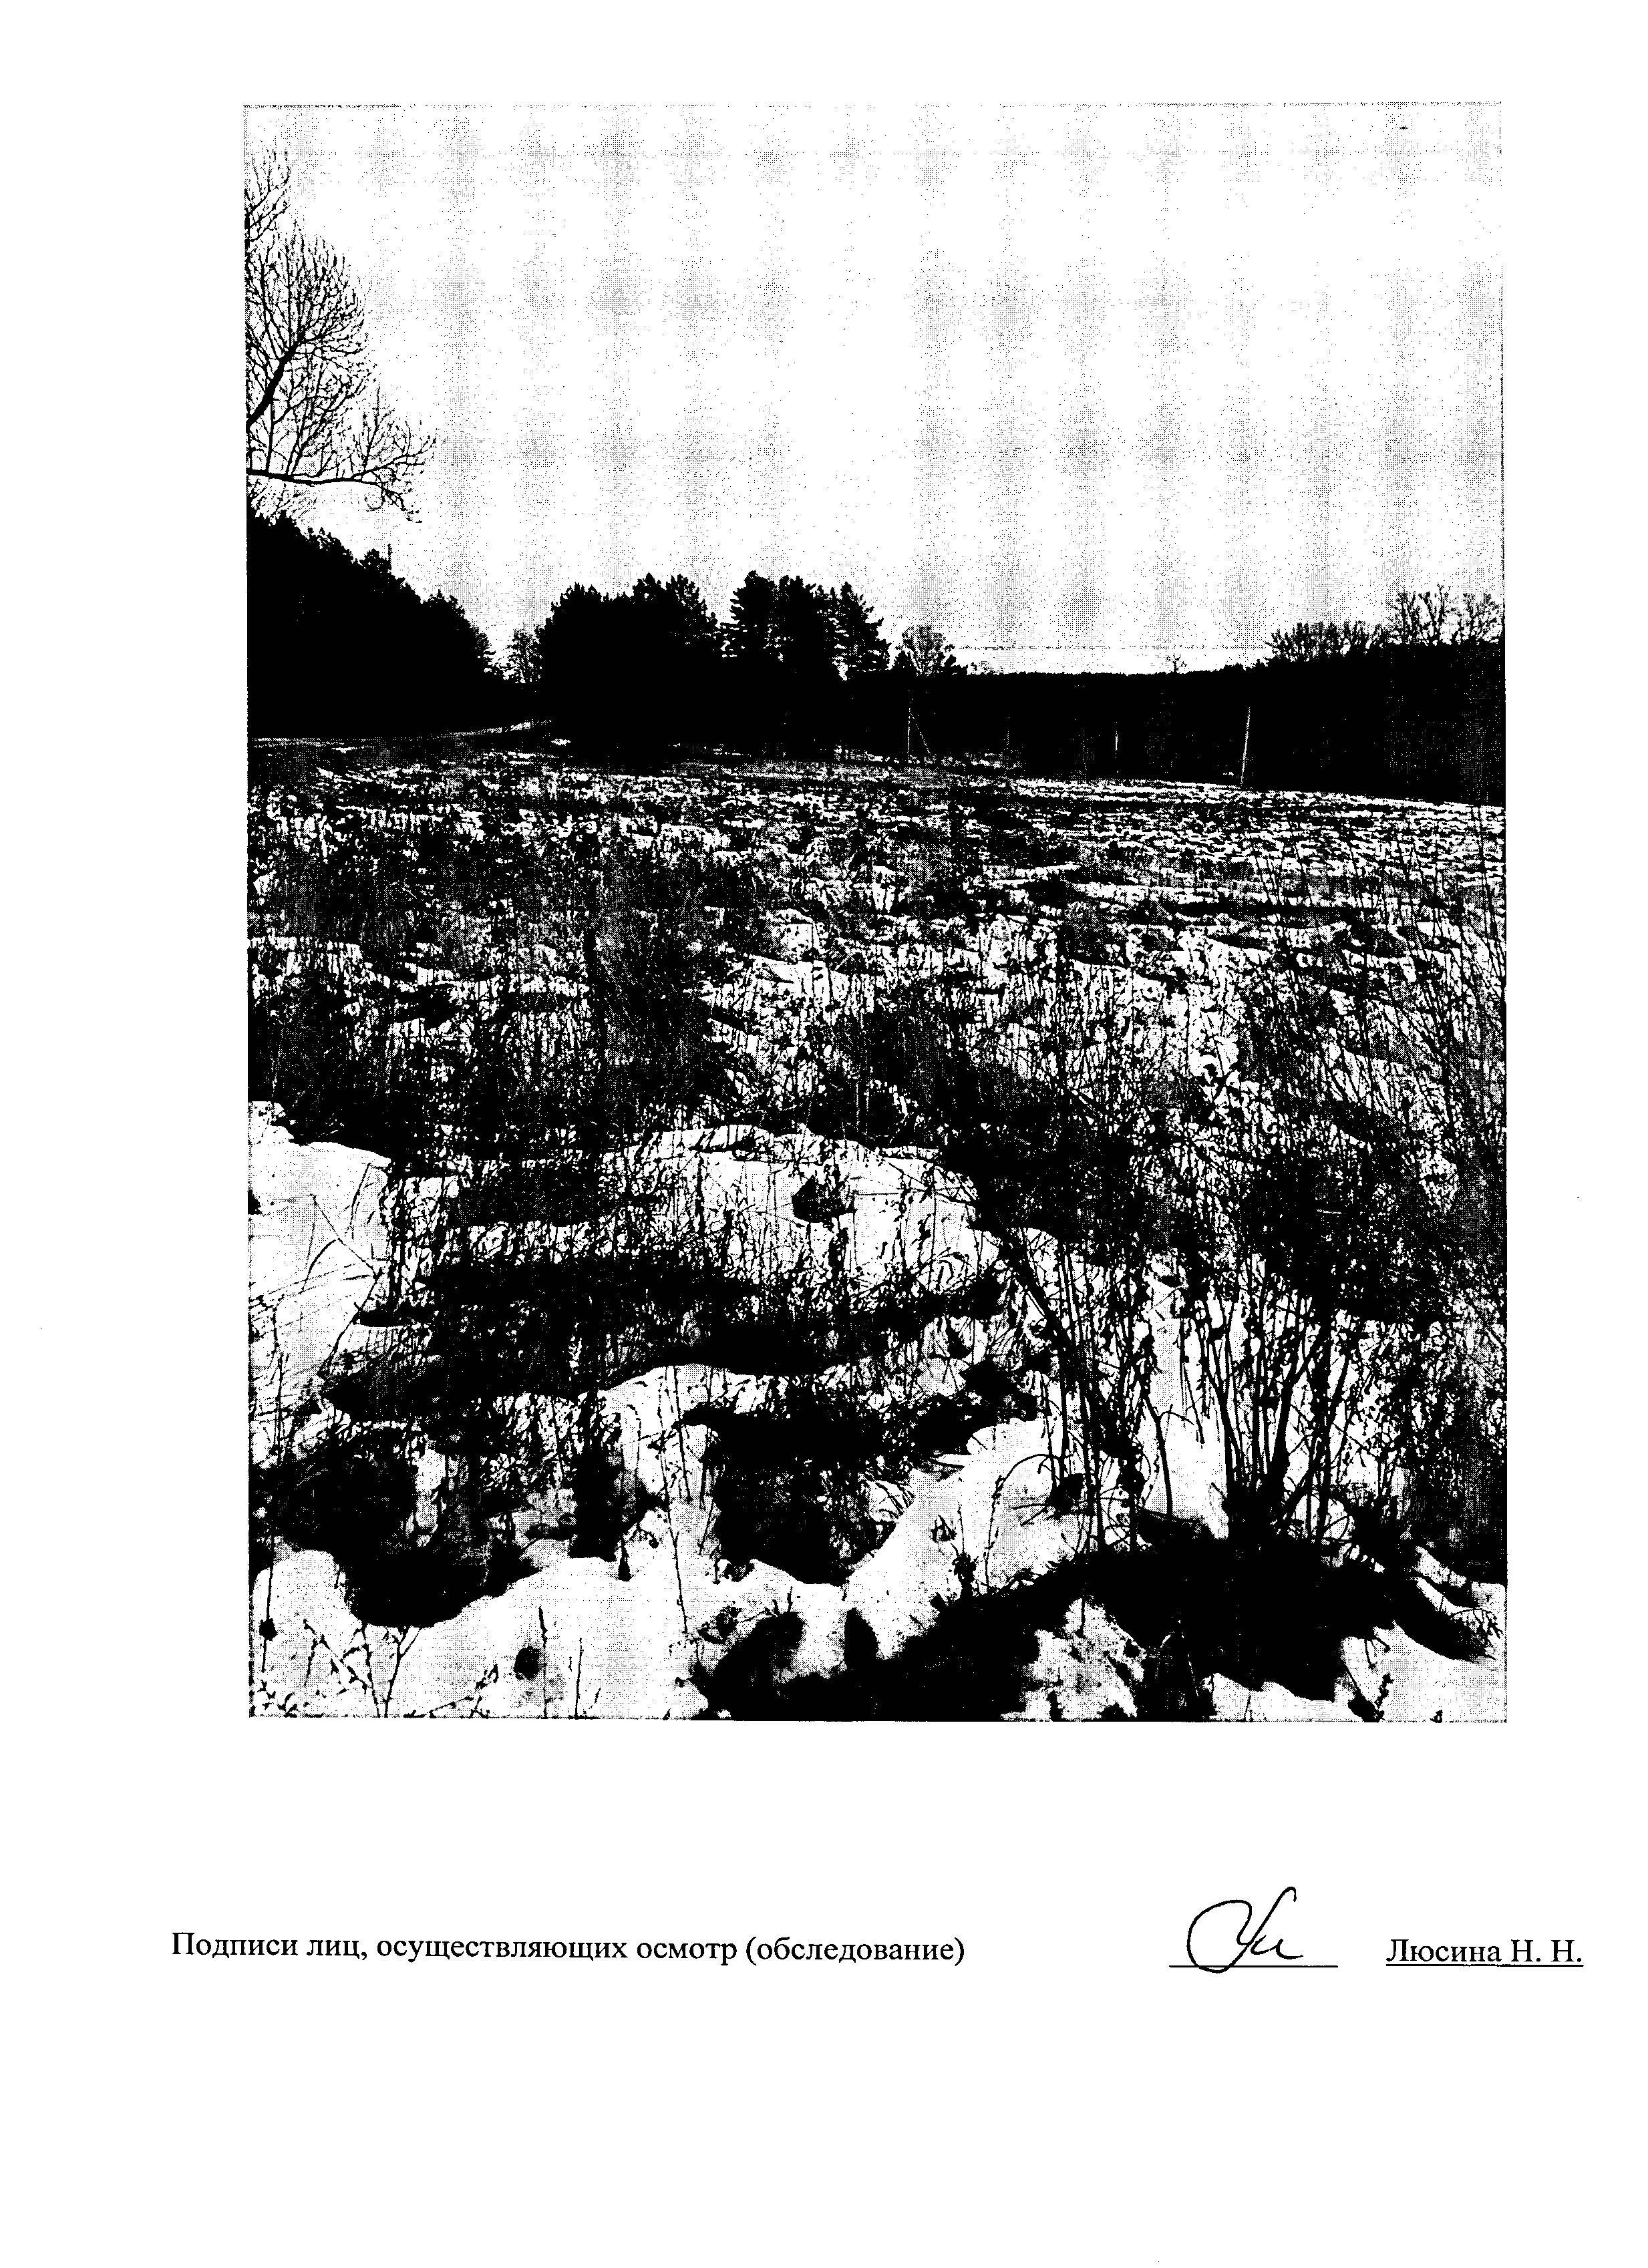 Подписи лиц, осуществляющих осмотр (обследование) Люсина Н. Н.